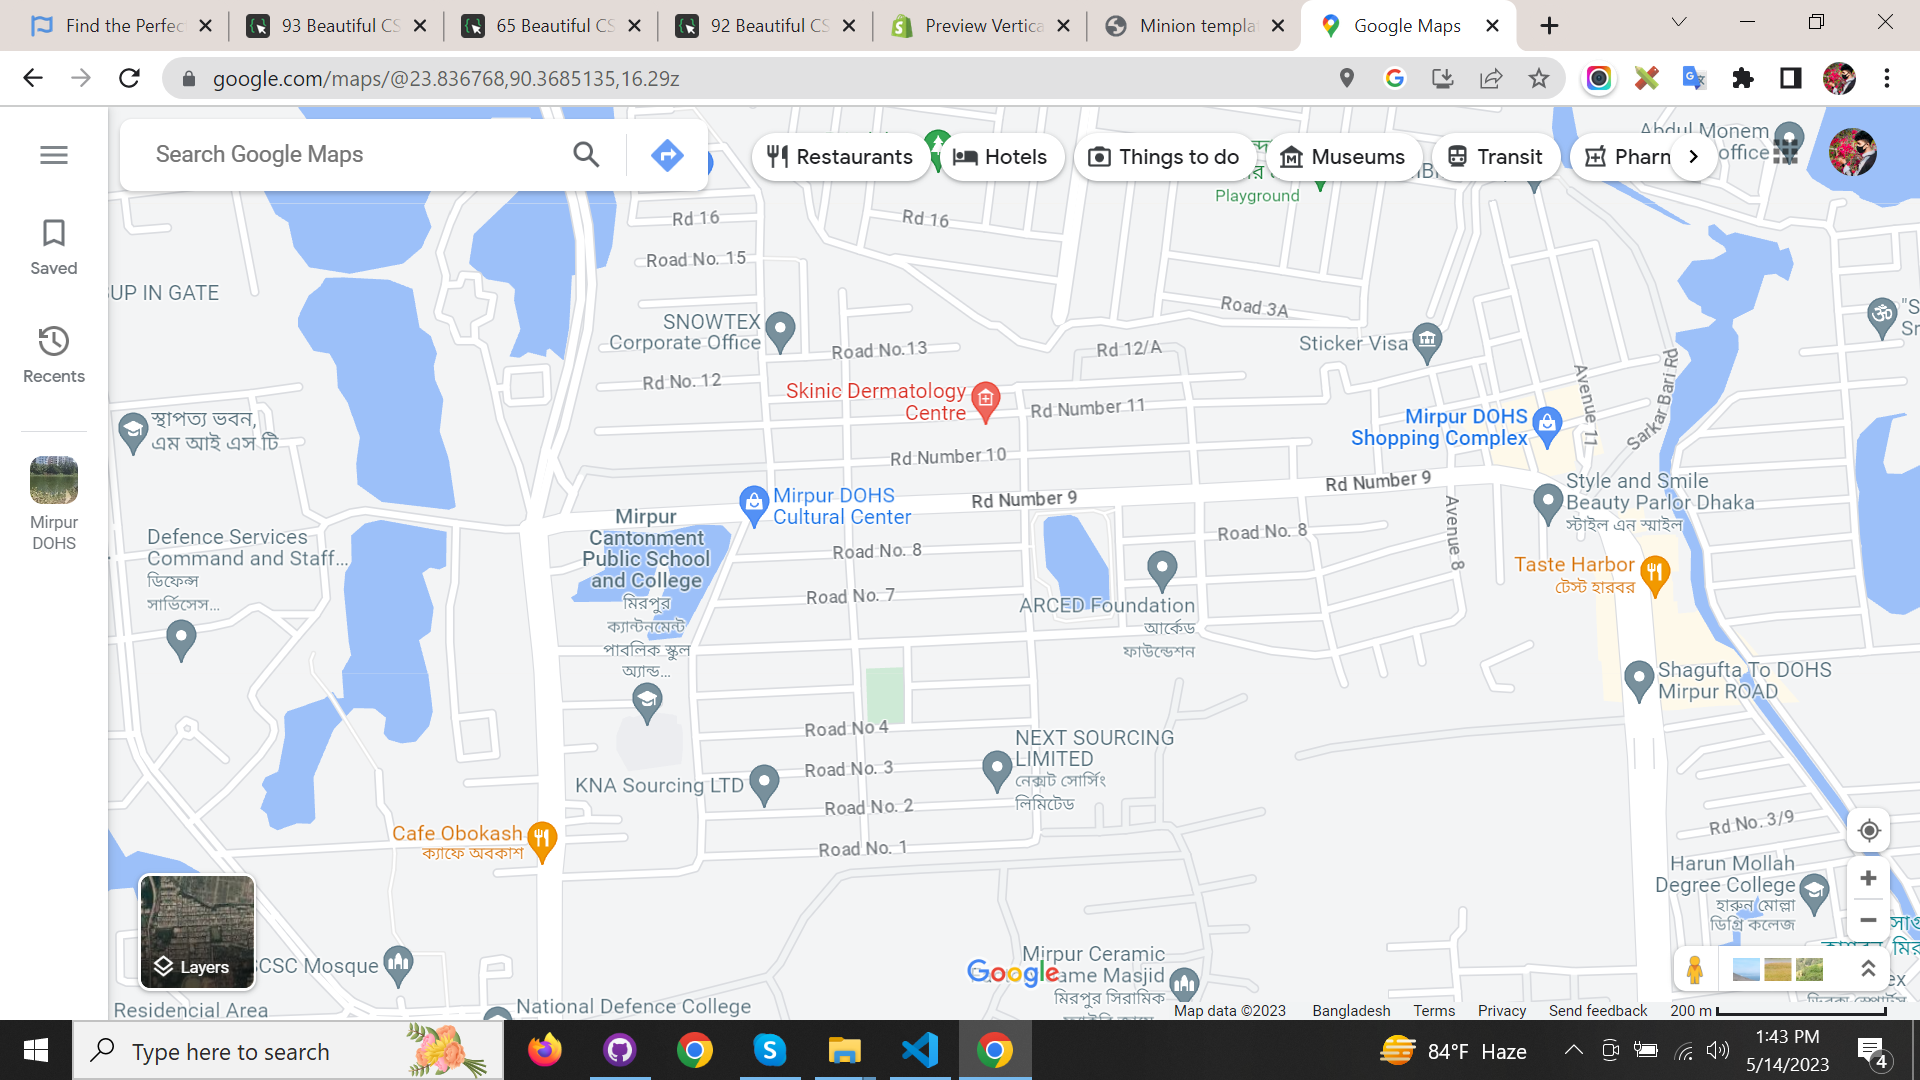 Find the Perfec
93 Beautiful CS
65 Beautiful CS
92 Beautiful CS
Preview Vertica
Minion templa
Google Maps
google.com/maps/@23.836768,90.3685135,16.29z
Search Google Maps
Restaurants
Hotels
Things to do
Museums
Transit
Pharn
Abdul Monem
office
Playground
Saved
Recents
Mirpur
DOHS
UP IN GATE
Rd 16
Rd 16
Road No. 15
Road 3A
SNOWTEX
Corporate Office
Road No.13
Rd 12/A
Sticker Visa
Rd No. 12
Skinic Dermatology
Centre
Rd Number 11
Avenue 11
Sarkar Bari Rd
Mirpur DOHS
Shopping Complex
স্থাপত্য ভবন,
এম আই এস টি
Rd Number 10
Rd Number 9
Rd Number 9
Mirpur DOHS
Cultural Center
Style and Smile
Beauty Parlor Dhaka
স্টাইল এন স্মাইল
Avenue 8
Mirpur
Cantonment
Public School
and College
মিরপুর
ক্যান্টনমেন্ট
পাবলিক স্কুল
অ্যান্ড...
Defence Services
Command and Staff...
ডিফেন্স
সার্ভিসেস...
Road No. 8
Road No. 8
Road No. 7
Taste Harbor
টেস্ট হারবর
ARCED Foundation
আর্কেড
ফাউন্ডেশন
Shagufta To DOHS
Mirpur ROAD
Road No 4
NEXT SOURCING
LIMITED
নেক্সট সোর্সিং
লিমিটেড
Road No. 3
KNA Sourcing LTD
Road No. 2
Cafe Obokash
ক্যাফে অবকাশ
Road No. 1
Rd No. 3/9
Harun Mollah
Degree College
হারুন মোল্লা
ডিগ্রি কলেজ
Layers
CSC Mosque
Mirpur Ceramic
ame Masjid
মিরপুর সিরামিক
Google
Residencial Area
National Defence College
Map data ©2023
Bangladesh
Terms
Privacy
Send feedback
200 m
Type here to search
84°F Haze
1:43 PM
5/14/2023
4